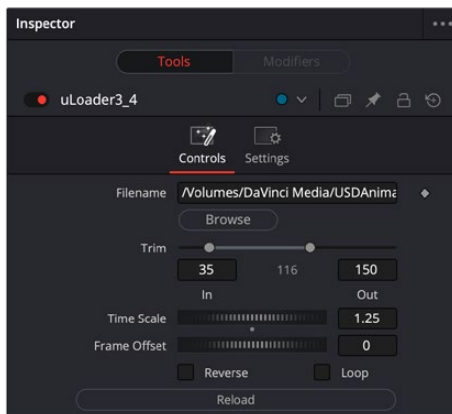 Inspector
Tools Modifiers
uLoader3_4
Controls Settings
Filename /Volumes/DaVinci Media/USDAnima
Browse
Trim
35 116 150
In Out
Time Scale 1.25
Frame Offset 0
Reverse Loop
Reload